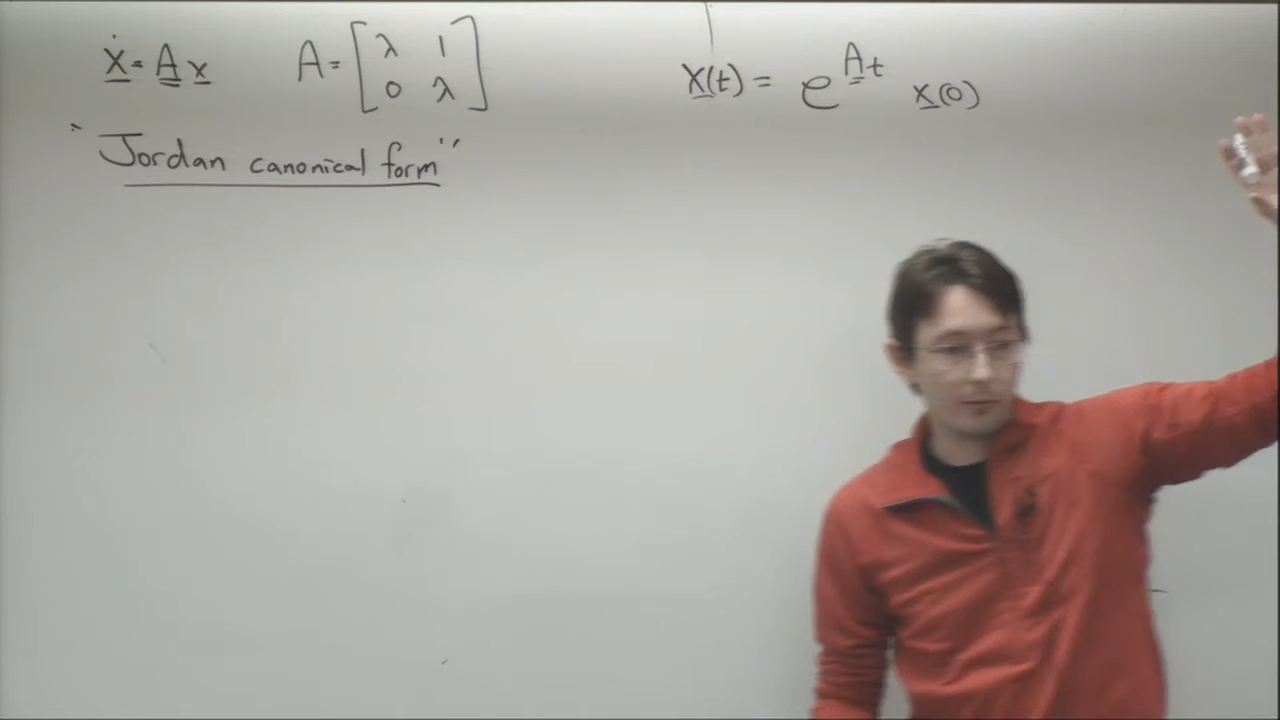 ẋ = A x A = [λ 1
0 λ] x(t) = e^{At} x(0)
"Jordan canonical form"